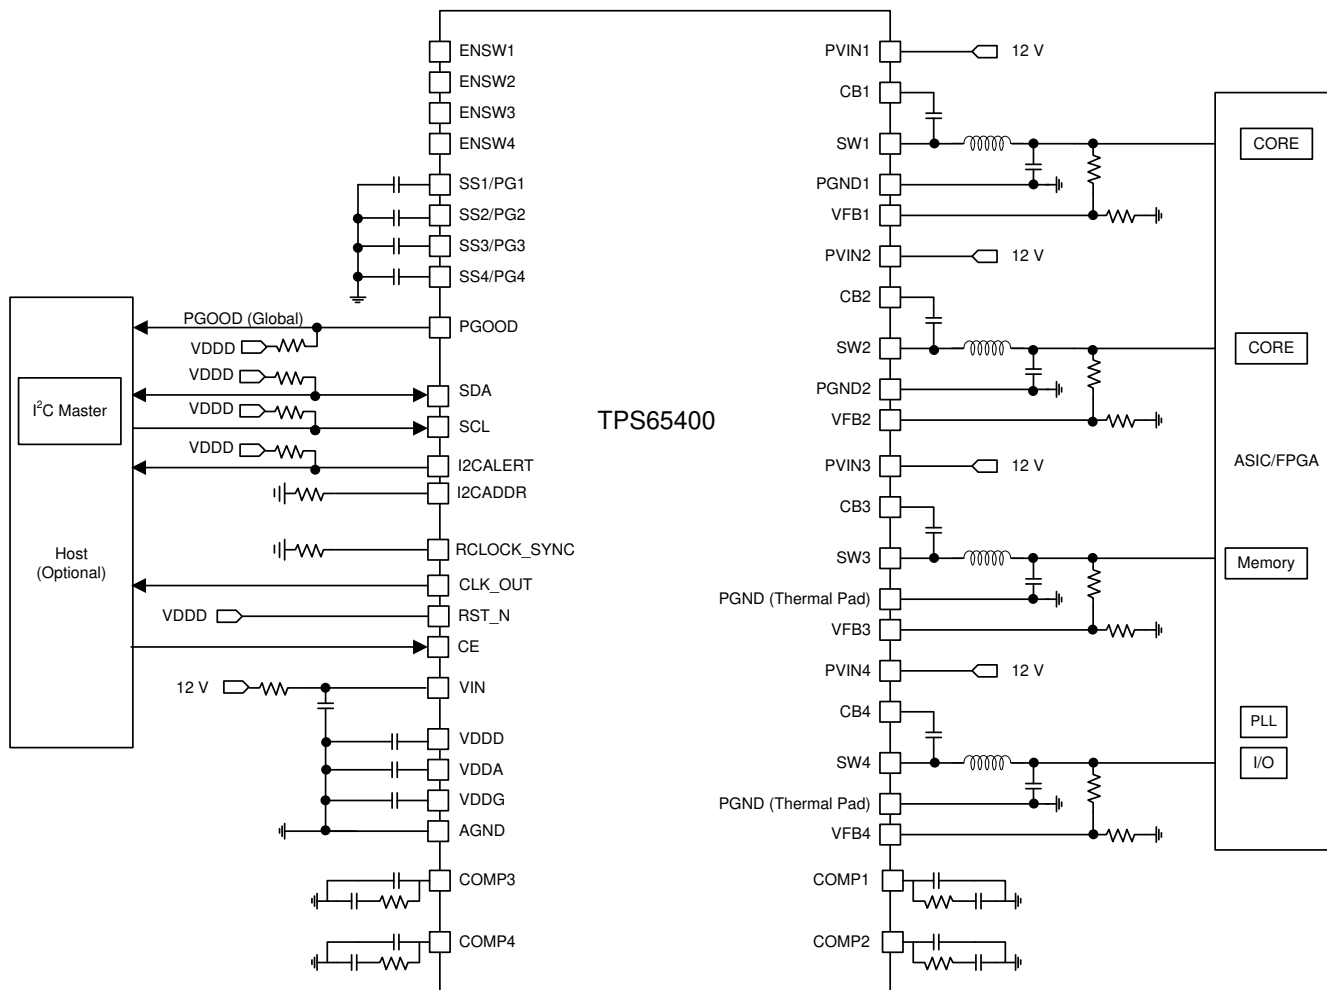 ENSW1
ENSW2
ENSW3
ENSW4
SS1/PG1
SS2/PG2
SS3/PG3
SS4/PG4
PGOOD (Global)
PGOOD
VDDD
VDDD
SDA
I²C Master
VDDD
SCL
VDDD
I2CALERT
I2CADDR
Host
(Optional)
RCLOCK_SYNC
CLK_OUT
VDDD
RST_N
CE
12 V
VIN
VDDD
VDDA
VDDG
AGND
COMP3
COMP4
TPS65400
PVIN1
12 V
CB1
SW1
CORE
PGND1
VFB1
PVIN2
12 V
CB2
SW2
CORE
PGND2
VFB2
PVIN3
12 V
ASIC/FPGA
CB3
SW3
Memory
PGND (Thermal Pad)
VFB3
PVIN4
12 V
CB4
PLL
SW4
I/O
PGND (Thermal Pad)
VFB4
COMP1
COMP2